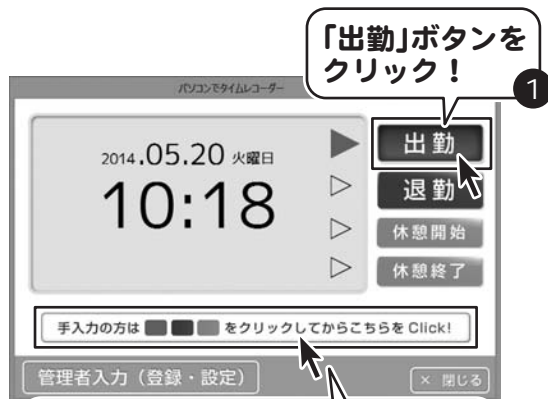 「出勤」ボタンを
クリック！
1
パソコンでタイムレコーダー
2014.05.20 火曜日
10:18
出勤
退勤
休憩開始
休憩終了
手入力の方は をクリックしてからこちらを Click!
管理者入力（登録・設定）
× 閉じる